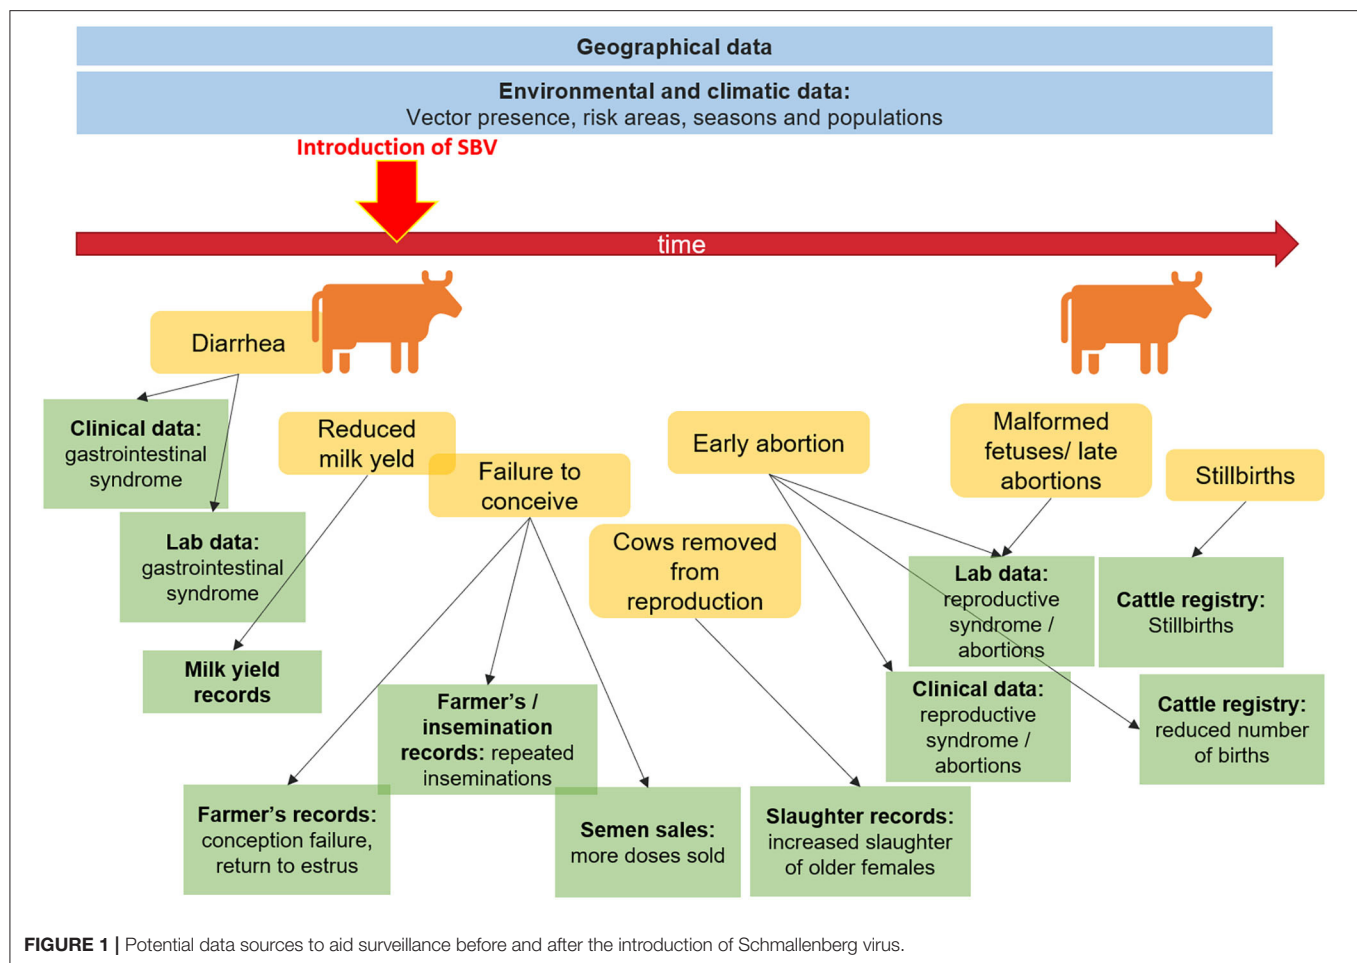 Geographical data
Environmental and climatic data:
Vector presence, risk areas, seasons and populations
Introduction of SBV
time
Diarrhea
Clinical data:
gastrointestinal
syndrome
Lab data:
gastrointestinal
syndrome
Reduced
milk yeld
Milk yield
records
Failure to
conceive
Farmer's /
insemination
records: repeated
inseminations
Farmer's records:
conception failure,
return to estrus
Semen sales:
more doses sold
Cows removed
from
reproduction
Slaughter records:
increased slaughter
of older females
Early abortion
Malformed
fetuses/ late
abortions
Stillbirths
Lab data:
reproductive
syndrome /
abortions
Cattle registry:
Stillbirths
Clinical data:
reproductive
syndrome /
abortions
Cattle registry:
reduced number
of births
FIGURE 1 | Potential data sources to aid surveillance before and after the introduction of Schmallenberg virus.